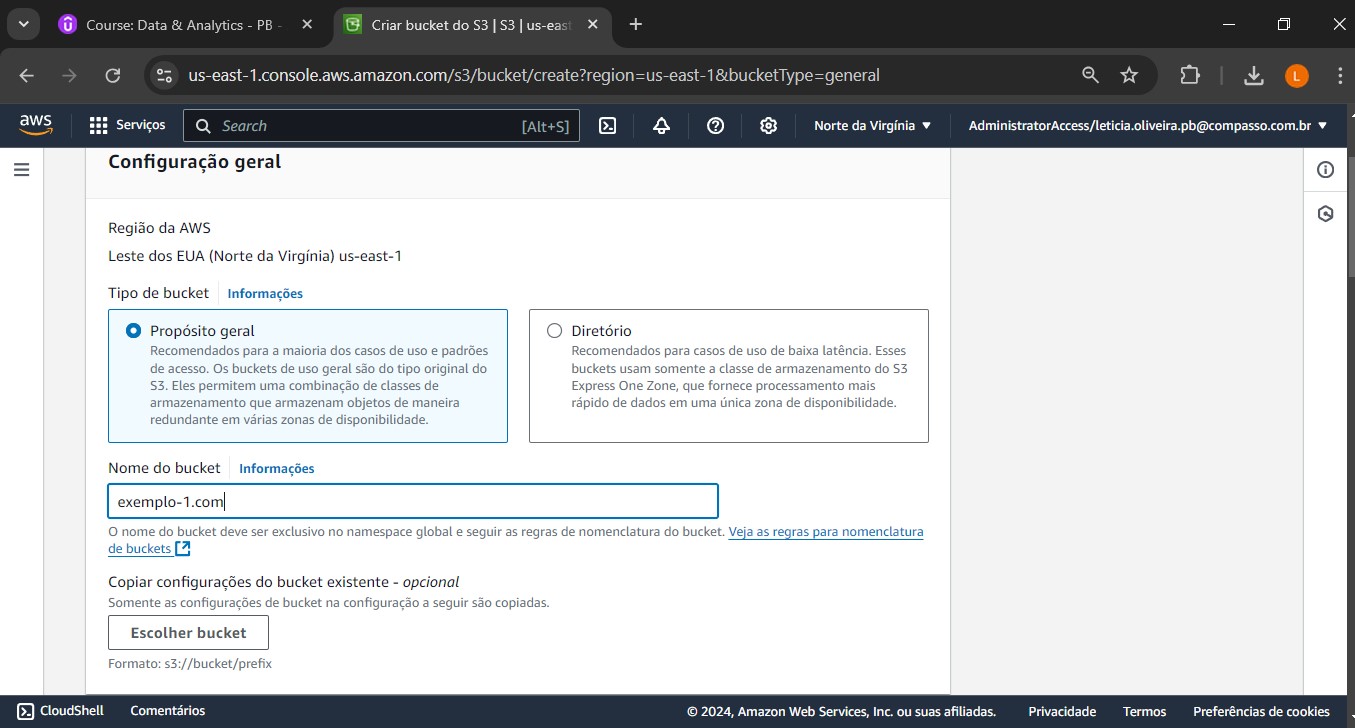 Course: Data & Analytics - PB -
Criar bucket do S3 | S3 | us-east
us-east-1.console.aws.amazon.com/s3/bucket/create?region=us-east-1&bucketType=general
L
aws
Serviços
Search
[Alt+S]
Norte da Virgínia
AdministratorAccess/leticia.oliveira.pb@compasso.com.br
Configuração geral
Região da AWS
Leste dos EUA (Norte da Virgínia) us-east-1
Tipo de bucket
Informações
Propósito geral
Recomendados para a maioria dos casos de uso e padrões
de acesso. Os buckets de uso geral são do tipo original do
S3. Eles permitem uma combinação de classes de
armazenamento que armazenam objetos de maneira
redundante em várias zonas de disponibilidade.
Diretório
Recomendados para casos de uso de baixa latência. Esses
buckets usam somente a classe de armazenamento do S3
Express One Zone, que fornece processamento mais
rápido de dados em uma única zona de disponibilidade.
Nome do bucket
Informações
exemplo-1.com
O nome do bucket deve ser exclusivo no namespace global e seguir as regras de nomenclatura do bucket. Veja as regras para nomenclatura
de buckets
Copiar configurações do bucket existente - opcional
Somente as configurações de bucket na configuração a seguir são copiadas.
Escolher bucket
Formato: s3://bucket/prefix
CloudShell
Comentários
© 2024, Amazon Web Services, Inc. ou suas afiliadas.
Privacidade
Termos
Preferências de cookies